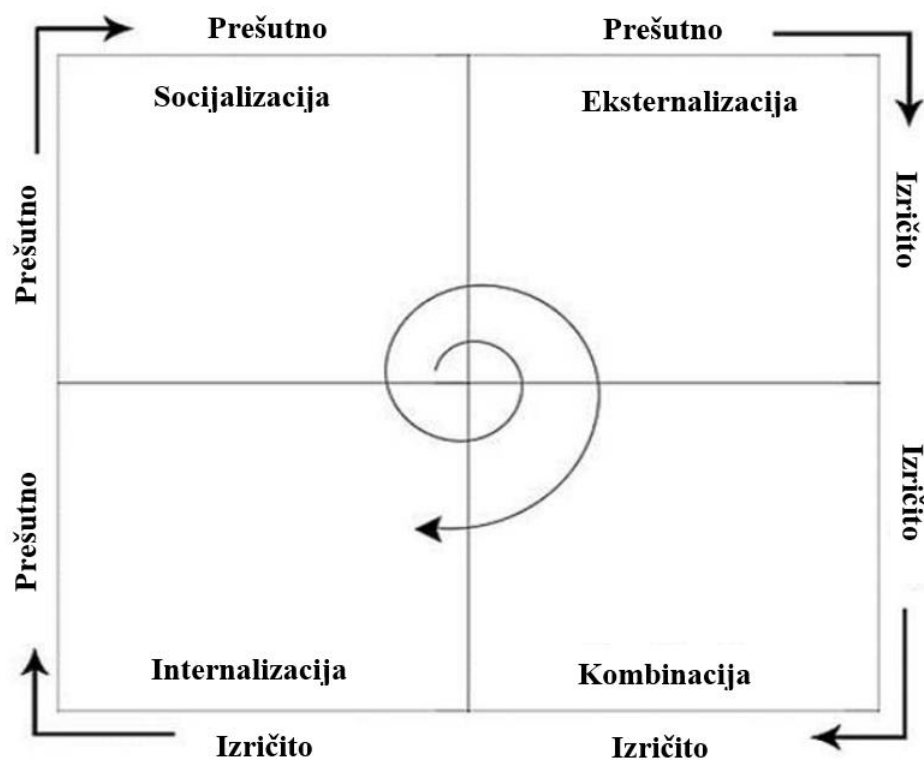 Prešutno
Prešutno
Socijalizacija
Eksternalizacija
Prešutno
Izričito
Prešutno
Izričito
Internalizacija
Kombinacija
Izričito
Izričito